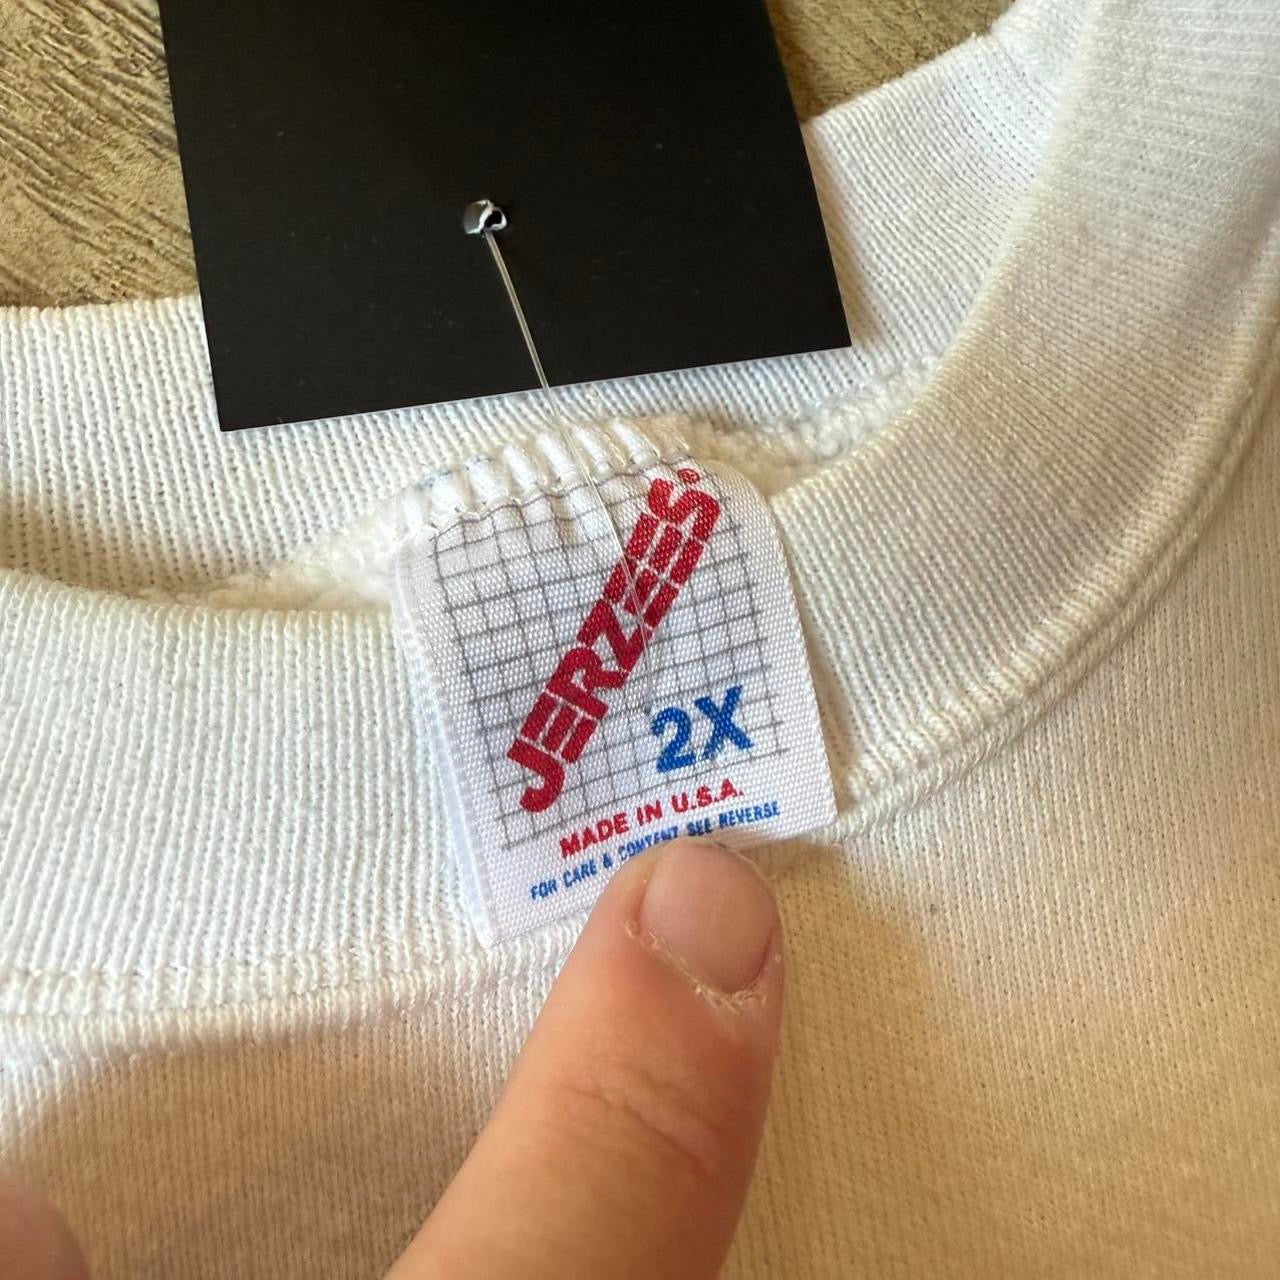 JERZEES®
2X
MADE IN U.S.A.
FOR CARE & CONTENT SEE REVERSE